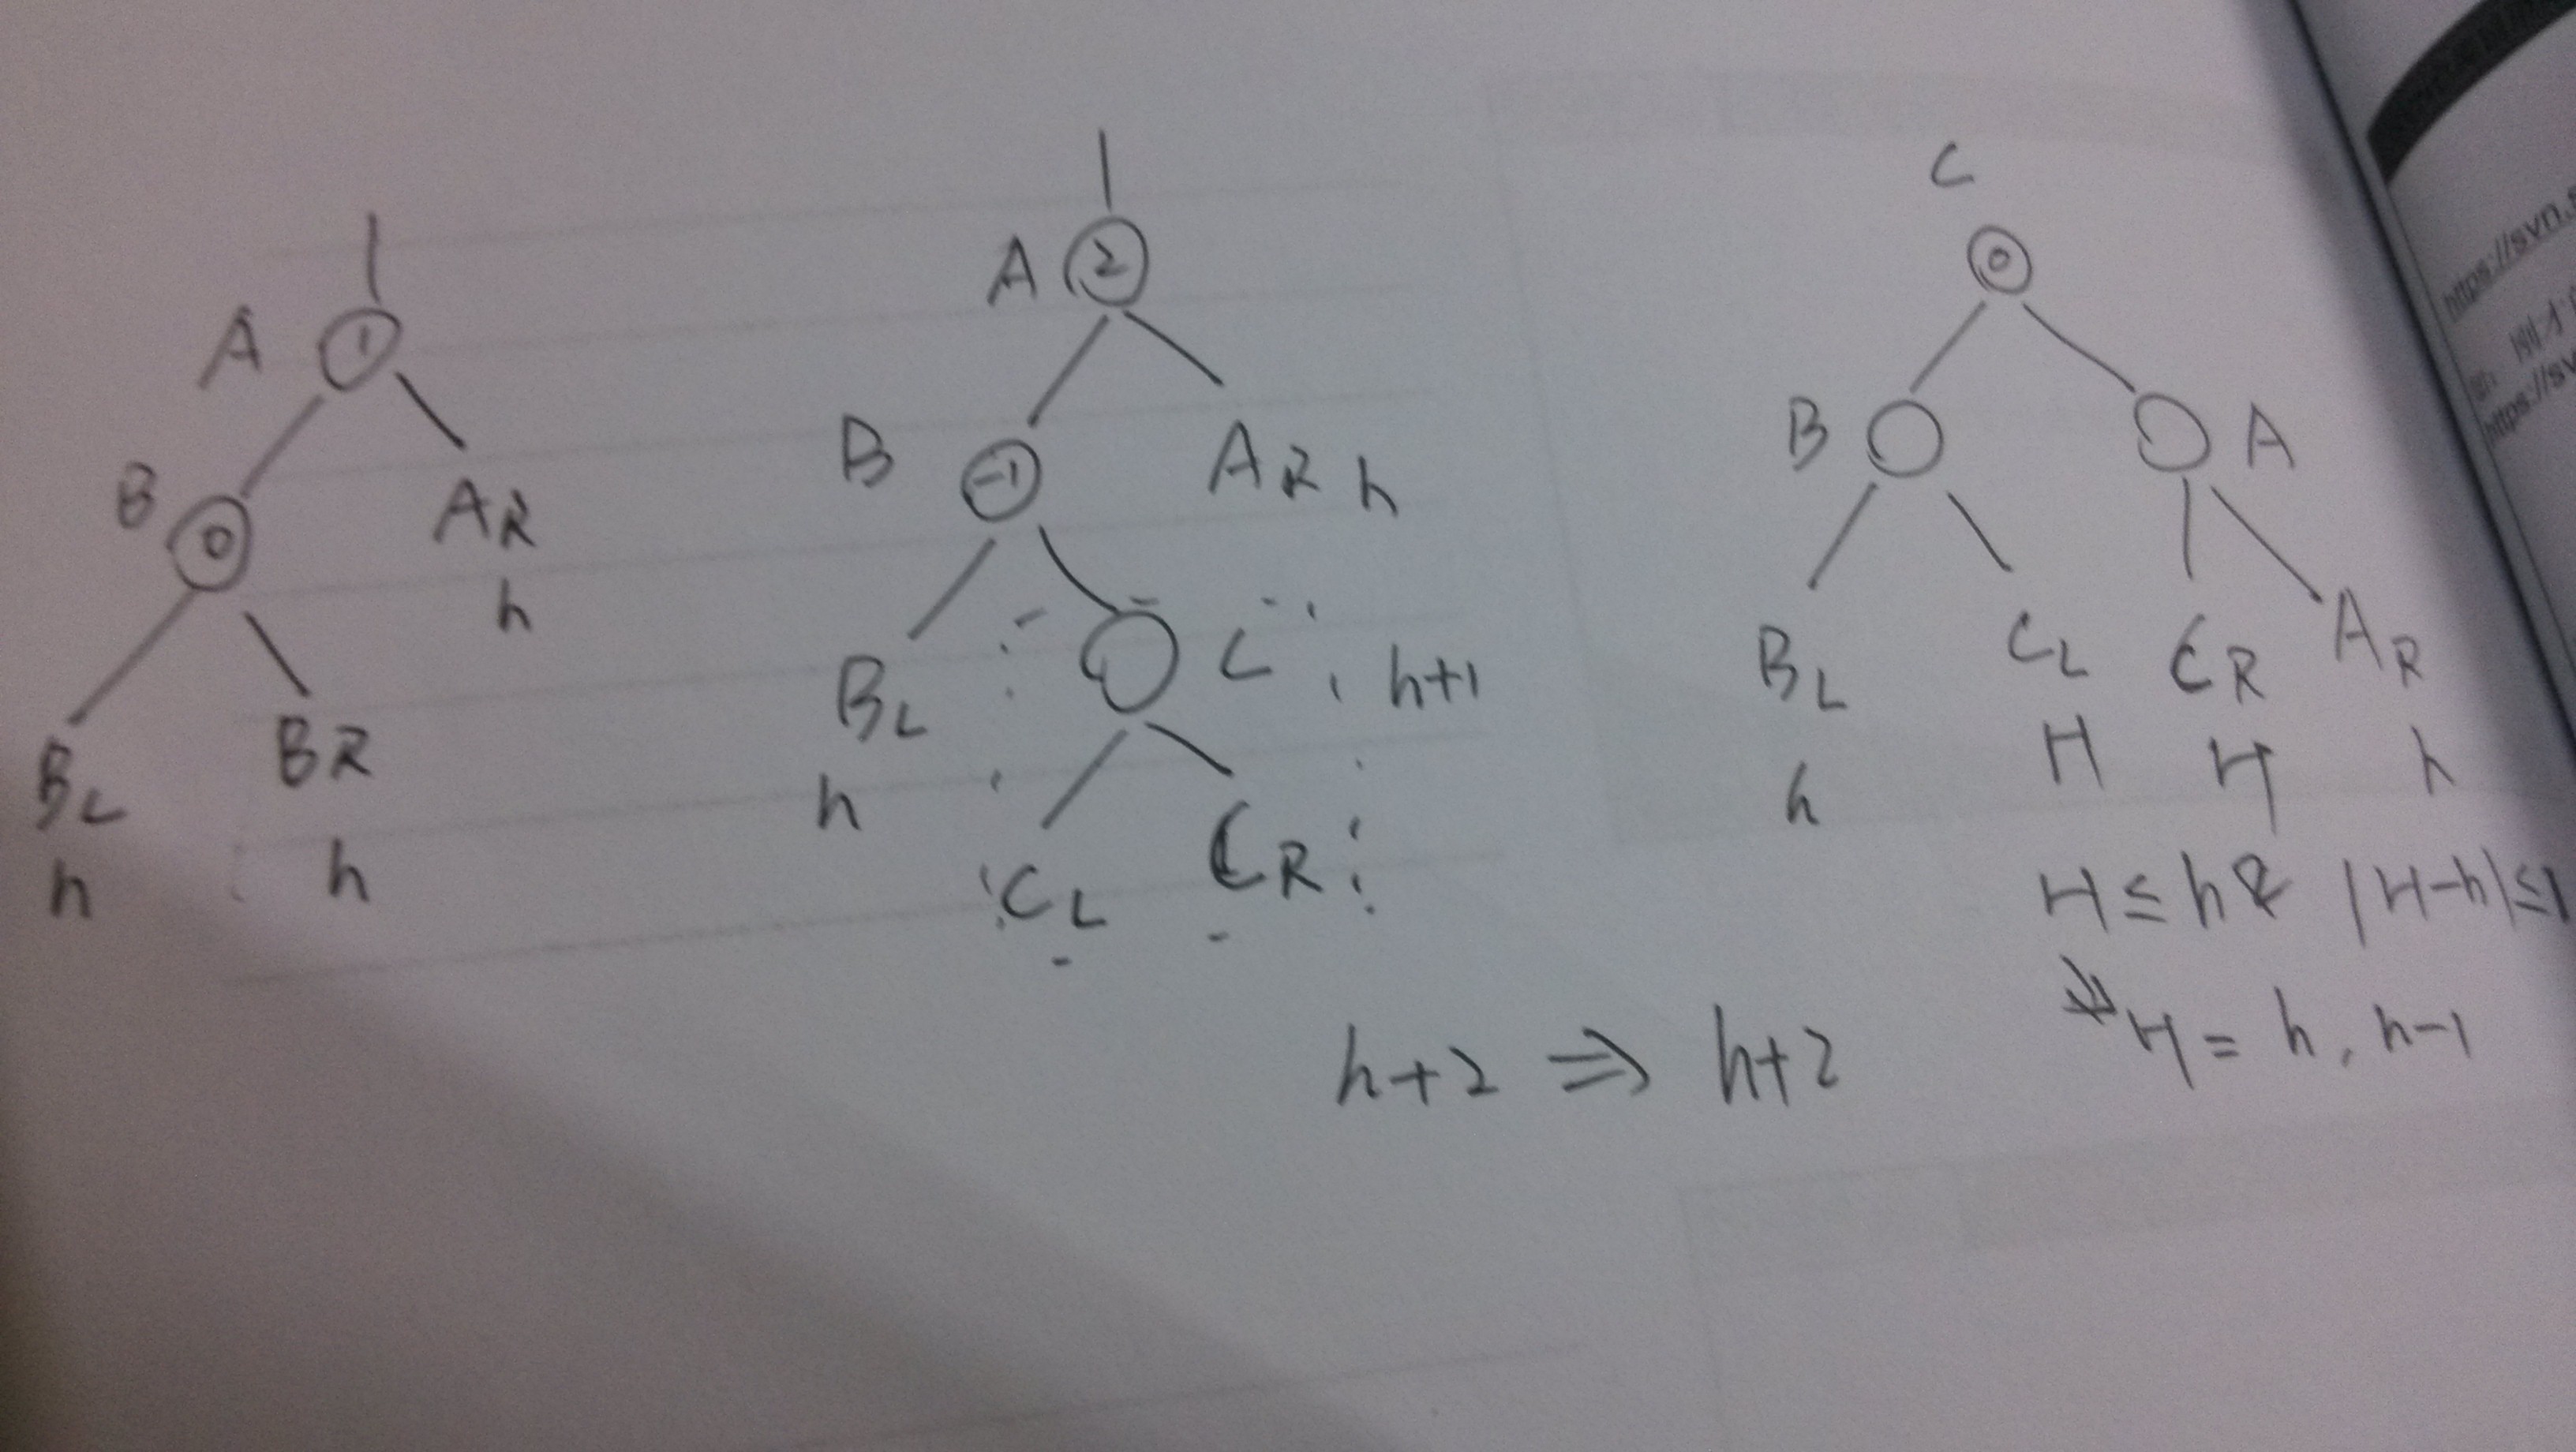 A 1
B 0
AR
h
BL
BR
h
h
A 2
B -1
AR h
BL
C h+1
h
CL
CR
h+2 ⇒ h+2
C
0
B
A
BL
CL
CR
AR
h
H
H
h
H ≤ h & |H-h| ≤ 1
H = h, h-1
https://svn.
https://sv